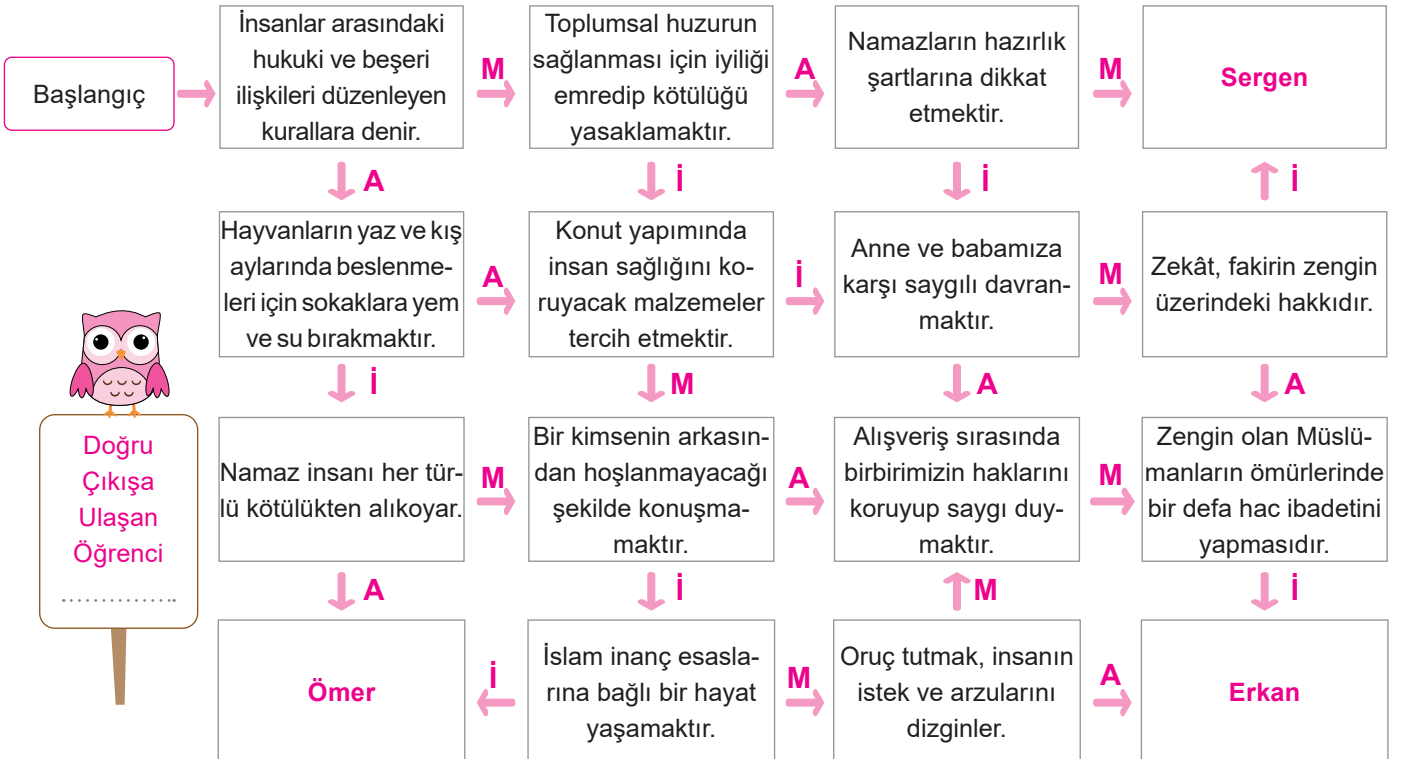 Başlangıç
İnsanlar arasındaki
hukuki ve beşeri
ilişkileri düzenleyen
kurallara denir.
M
Toplumsal huzurun
sağlanması için iyiliği
emredip kötülüğü
yasaklamaktır.
A
Namazların hazırlık
şartlarına dikkat
etmektir.
M
Sergen
A
İ
İ
İ
Hayvanların yaz ve kış
aylarında beslenme-
leri için sokaklara yem
ve su bırakmaktır.
A
Konut yapımında
insan sağlığını ko-
ruyacak malzemeler
tercih etmektir.
İ
Anne ve babamıza
karşı saygılı davran-
maktır.
M
Zekât, fakirin zengin
üzerindeki hakkıdır.
İ
M
A
A
Doğru
Çıkışa
Ulaşan
Öğrenci
..................
Namaz insanı her tür-
lü kötülükten alıkoyar.
M
Bir kimsenin arkasın-
dan hoşlanmayacağı
şekilde konuşma-
maktır.
A
Alışveriş sırasında
birbirimizin haklarını
koruyup saygı duy-
maktır.
M
Zengin olan Müslü-
manların ömürlerinde
bir defa hac ibadetini
yapmasıdır.
A
İ
M
İ
Ömer
İ
İslam inanç esasla-
rına bağlı bir hayat
yaşamaktır.
M
Oruç tutmak, insanın
istek ve arzularını
dizginler.
A
Erkan